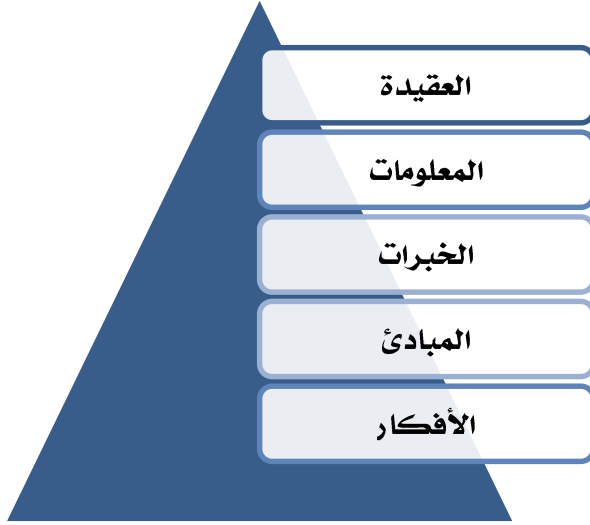 العقيدة
المعلومات
الخبرات
المبادئ
الأفكار